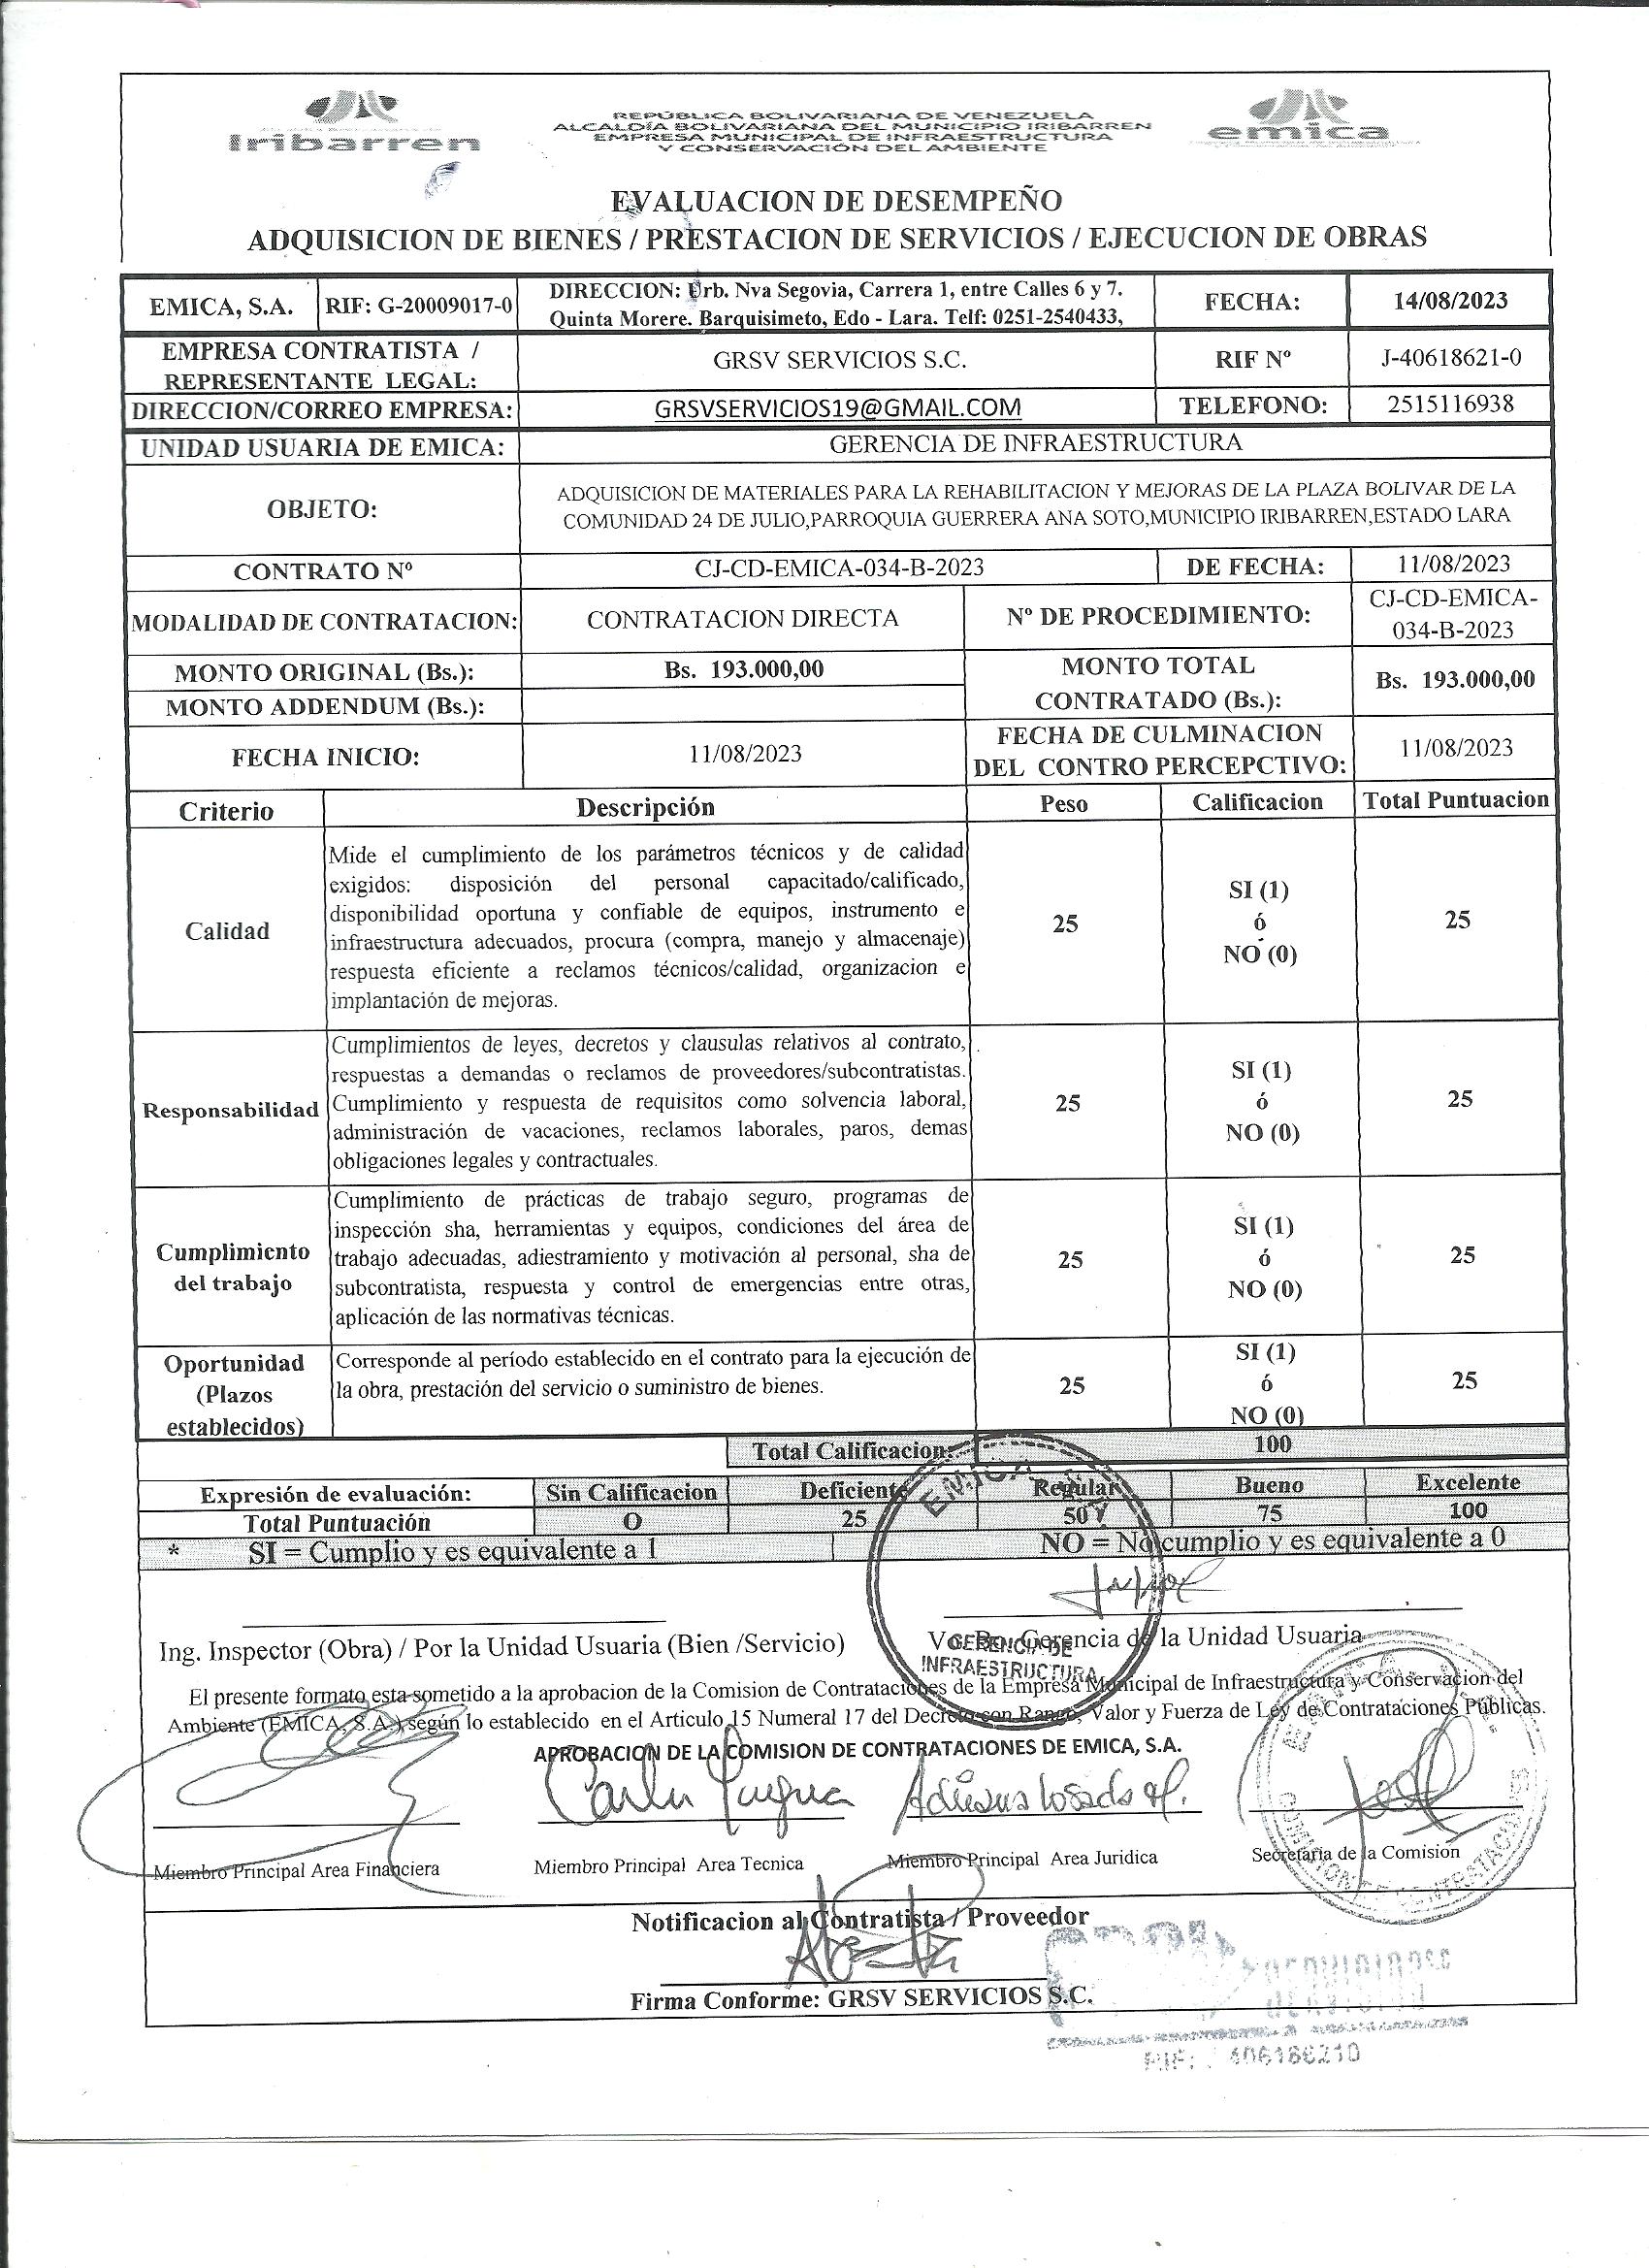 Iribarren
REPÚBLICA BOLIVARIANA DE VENEZUELA
ALCALDÍA BOLIVARIANA DEL MUNICIPIO IRIBARREN
EMPRESA MUNICIPAL DE INFRAESTRUCTURA
Y CONSERVACIÓN DEL AMBIENTE
emica
EVALUACION DE DESEMPEÑO
ADQUISICION DE BIENES / PRESTACION DE SERVICIOS / EJECUCION DE OBRAS
EMICA, S.A. RIF: G-20009017-0 DIRECCION: Urb. Nva Segovia, Carrera 1, entre Calles 6 y 7. FECHA: 14/08/2023
Quinta Morere. Barquisimeto, Edo - Lara. Telf: 0251-2540433,
EMPRESA CONTRATISTA /
REPRESENTANTE LEGAL: GRSV SERVICIOS S.C. RIF Nº J-40618621-0
DIRECCION/CORREO EMPRESA: GRSVSERVICIOS19@GMAIL.COM TELEFONO: 2515116938
UNIDAD USUARIA DE EMICA: GERENCIA DE INFRAESTRUCTURA
OBJETO: ADQUISICION DE MATERIALES PARA LA REHABILITACION Y MEJORAS DE LA PLAZA BOLIVAR DE LA
COMUNIDAD 24 DE JULIO,PARROQUIA GUERRERA ANA SOTO,MUNICIPIO IRIBARREN,ESTADO LARA
CONTRATO Nº CJ-CD-EMICA-034-B-2023 DE FECHA: 11/08/2023
MODALIDAD DE CONTRATACION: CONTRATACION DIRECTA Nº DE PROCEDIMIENTO: CJ-CD-EMICA-
034-B-2023
MONTO ORIGINAL (Bs.): Bs. 193.000,00 MONTO TOTAL
CONTRATADO (Bs.): Bs. 193.000,00
MONTO ADDENDUM (Bs.):
FECHA INICIO: 11/08/2023 FECHA DE CULMINACION
DEL CONTRO PERCEPCTIVO: 11/08/2023
Criterio Descripción Peso Calificacion Total Puntuacion
Calidad
Mide el cumplimiento de los parámetros técnicos y de calidad
exigidos: disposición del personal capacitado/calificado,
disponibilidad oportuna y confiable de equipos, instrumento e
infraestructura adecuados, procura (compra, manejo y almacenaje)
respuesta eficiente a reclamos técnicos/calidad, organizacion e
implantación de mejoras.
25
SI (1)
ó
NO (0)
25
Responsabilidad
Cumplimientos de leyes, decretos y clausulas relativos al contrato,
respuestas a demandas o reclamos de proveedores/subcontratistas.
Cumplimiento y respuesta de requisitos como solvencia laboral,
administración de vacaciones, reclamos laborales, paros, demas
obligaciones legales y contractuales.
25
SI (1)
ó
NO (0)
25
Cumplimiento
del trabajo
Cumplimiento de prácticas de trabajo seguro, programas de
inspección sha, herramientas y equipos, condiciones del área de
trabajo adecuadas, adiestramiento y motivación al personal, sha de
subcontratista, respuesta y control de emergencias entre otras,
aplicación de las normativas técnicas.
25
SI (1)
ó
NO (0)
25
Oportunidad
(Plazos
establecidos)
Corresponde al período establecido en el contrato para la ejecución de
la obra, prestación del servicio o suministro de bienes.
25
SI (1)
ó
NO (0)
25
Total Calificacion: 100
Expresión de evaluación: Sin Calificacion Deficiente Regular Bueno Excelente
Total Puntuación O 25 50 75 100
* SI = Cumplio y es equivalente a 1 NO = No cumplio y es equivalente a 0
EMICA
GERENCIA DE
INFRAESTRUCTURA
Ing. Inspector (Obra) / Por la Unidad Usuaria (Bien /Servicio) Gerencia de la Unidad Usuaria
El presente formato esta sometido a la aprobacion de la Comision de Contrataciones de la Empresa Municipal de Infraestructura y Conservacion del
Ambiente (EMICA, S.A.) según lo establecido en el Articulo 15 Numeral 17 del Decreto con Rango, Valor y Fuerza de Ley de Contrataciones Públicas.
APROBACION DE LA COMISION DE CONTRATACIONES DE EMICA, S.A.
Miembro Principal Area Financiera Miembro Principal Area Tecnica Miembro Principal Area Juridica Secretaria de la Comision
Notificacion al Contratista / Proveedor
Firma Conforme: GRSV SERVICIOS S.C.
RIF: 406186210